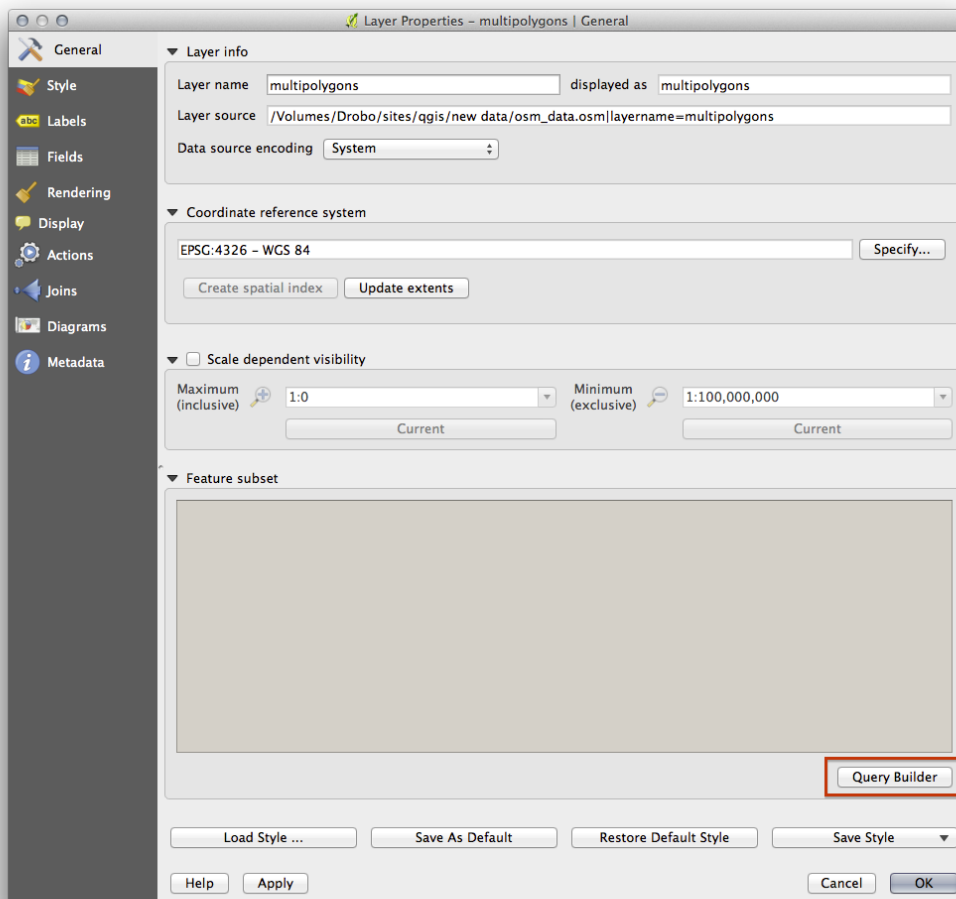 Layer Properties – multipolygons | General
General
Style
abc Labels
Fields
Rendering
Display
Actions
Joins
Diagrams
i Metadata
Layer info
Layer name multipolygons displayed as multipolygons
Layer source /Volumes/Drobo/sites/qgis/new data/osm_data.osm|layername=multipolygons
Data source encoding System
Coordinate reference system
EPSG:4326 – WGS 84 Specify...
Create spatial index Update extents
Scale dependent visibility
Maximum (inclusive) 1:0 Minimum (exclusive) 1:100,000,000
Current Current
Feature subset
Query Builder
Load Style ... Save As Default Restore Default Style Save Style
Help Apply Cancel OK